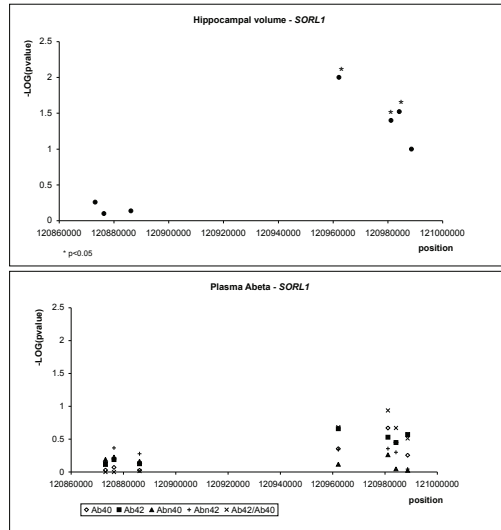 Hippocampal volume - SORL1
-LOG(pvalue)
2.5
2
1.5
1
0.5
0
120860000 120880000 120900000 120920000 120940000 120960000 120980000 121000000
position
* p<0.05
Plasma Abeta - SORL1
-LOG(pvalue)
2.5
2
1.5
1
0.5
0
120860000 120880000 120900000 120920000 120940000 120960000 120980000 121000000
position
Ab40 Ab42 Abn40 Abn42 Ab42/Ab40